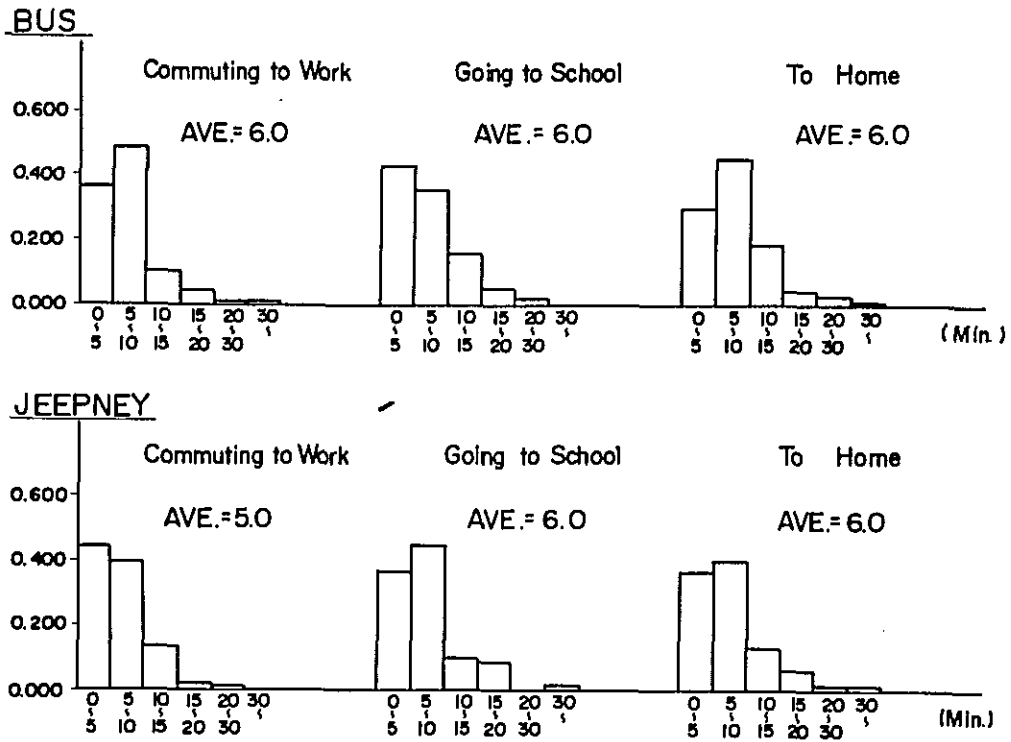 BUS
Commuting to Work Going to School To Home
0.600
AVE.= 6.0 AVE.= 6.0 AVE.= 6.0
0.400
0.200
0.000
0 5 10 15 20 30 0 5 10 15 20 30 0 5 10 15 20 30
~ ~ ~ ~ ~ ~ ~ ~ ~ ~ ~ ~ ~ ~ ~ ~ ~ ~ (Min.)
5 10 15 20 30 5 10 15 20 30 5 10 15 20 30
JEEPNEY
Commuting to Work Going to School To Home
0.600
AVE.=5.0 AVE.= 6.0 AVE.= 6.0
0.400
0.200
0.000
0 5 10 15 20 30 0 5 10 15 20 30 0 5 10 15 20 30
~ ~ ~ ~ ~ ~ ~ ~ ~ ~ ~ ~ ~ ~ ~ ~ ~ ~ (Min.)
5 10 15 20 30 5 10 15 20 30 5 10 15 20 30